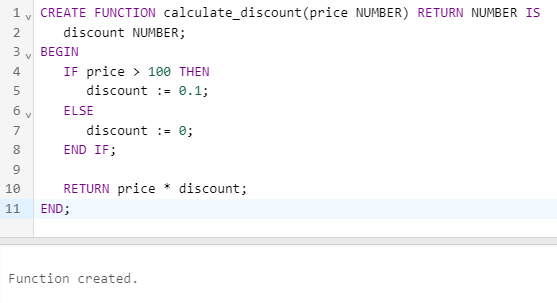 1 CREATE FUNCTION calculate_discount(price NUMBER) RETURN NUMBER IS
2    discount NUMBER;
3 BEGIN
4    IF price > 100 THEN
5       discount := 0.1;
6    ELSE
7       discount := 0;
8    END IF;
9
10    RETURN price * discount;
11 END;
Function created.